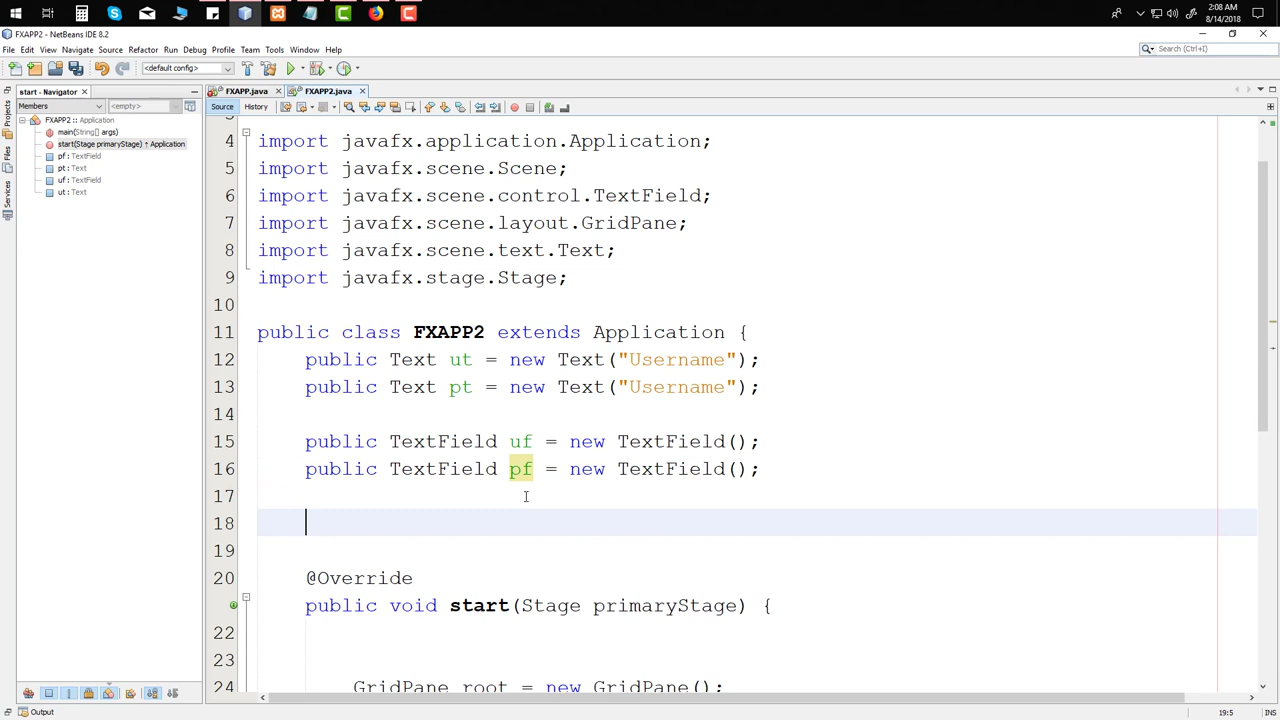 2:08 AM
8/14/2018
FXAPP2 - NetBeans IDE 8.2
File Edit View Navigate Source Refactor Run Debug Profile Team Tools Window Help
Search (Ctrl+I)
<default config>
start - Navigator
FXAPP.java
FXAPP2.java
Members
<empty>
Source History
FXAPP2 :: Application
main(String[] args)
start(Stage primaryStage) ↑ Application
pf : TextField
pt : Text
uf : TextField
ut : Text
Projects
Files
Services
3
4 import javafx.application.Application;
5 import javafx.scene.Scene;
6 import javafx.scene.control.TextField;
7 import javafx.scene.layout.GridPane;
8 import javafx.scene.text.Text;
9 import javafx.stage.Stage;
10
11 public class FXAPP2 extends Application {
12 public Text ut = new Text("Username");
13 public Text pt = new Text("Username");
14
15 public TextField uf = new TextField();
16 public TextField pf = new TextField();
17
18
19
20 @Override
public void start(Stage primaryStage) {
22
23
24 GridPane root = new GridPane();
Output
19:5 INS